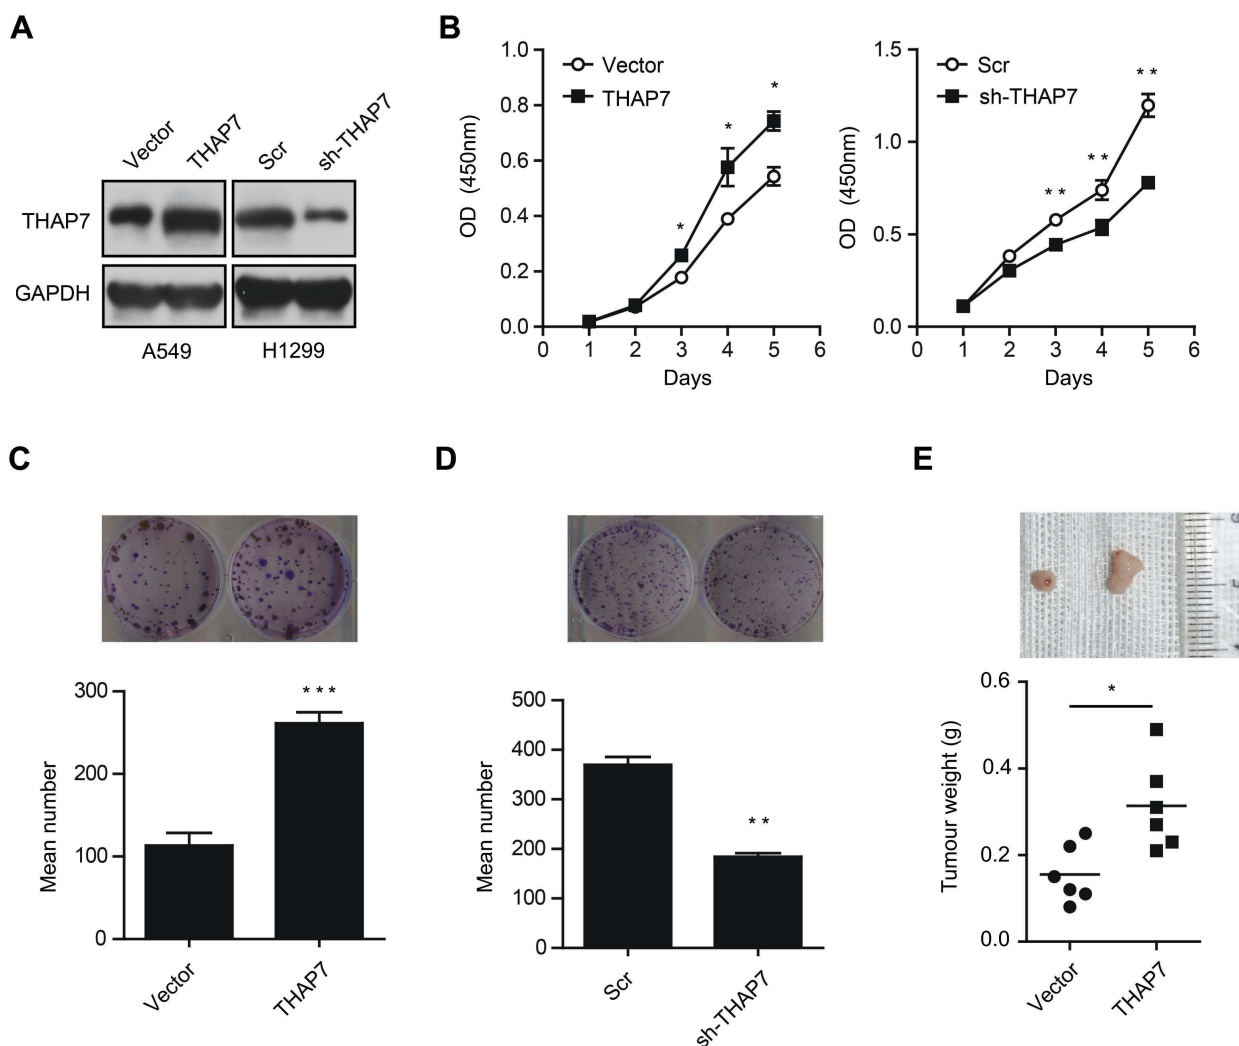 A
Vector
THAP7
Scr
sh-THAP7
THAP7
GAPDH
A549
H1299
B
1.0
0.8
0.6
0.4
0.2
0.0
OD (450nm)
Vector
THAP7
*
*
*
0
1
2
3
4
5
6
Days
1.5
1.0
0.5
0.0
OD (450nm)
Scr
sh-THAP7
**
**
**
0
1
2
3
4
5
6
Days
C
300
200
100
0
Mean number
***
Vector
THAP7
D
500
400
300
200
100
0
Mean number
**
Scr
sh-THAP7
E
0.6
0.4
0.2
0.0
Tumour weight (g)
*
Vector
THAP7